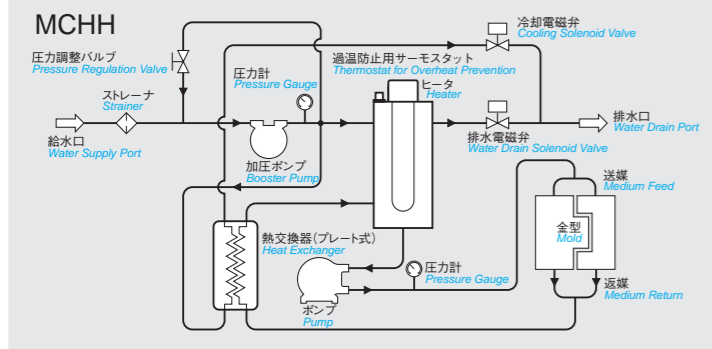 MCHH
冷却電磁弁
Cooling Solenoid Valve
圧力調整バルブ
Pressure Regulation Valve
過温防止用サーモスタット
Thermostat for Overheat Prevention
圧力計
Pressure Gauge
ヒータ
Heater
ストレーナ
Strainer
給水口
Water Supply Port
加圧ポンプ
Booster Pump
排水電磁弁
Water Drain Solenoid Valve
排水口
Water Drain Port
送媒
Medium Feed
金型
Mold
熱交換器(プレート式)
Heat Exchanger
圧力計
Pressure Gauge
ポンプ
Pump
返媒
Medium Return